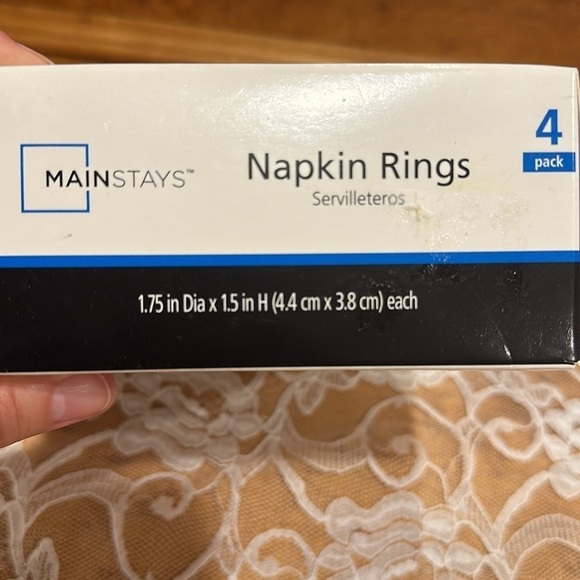 MAINSTAYS™
Napkin Rings
Servilleteros
4
pack
1.75 in Dia x 1.5 in H (4.4 cm x 3.8 cm) each